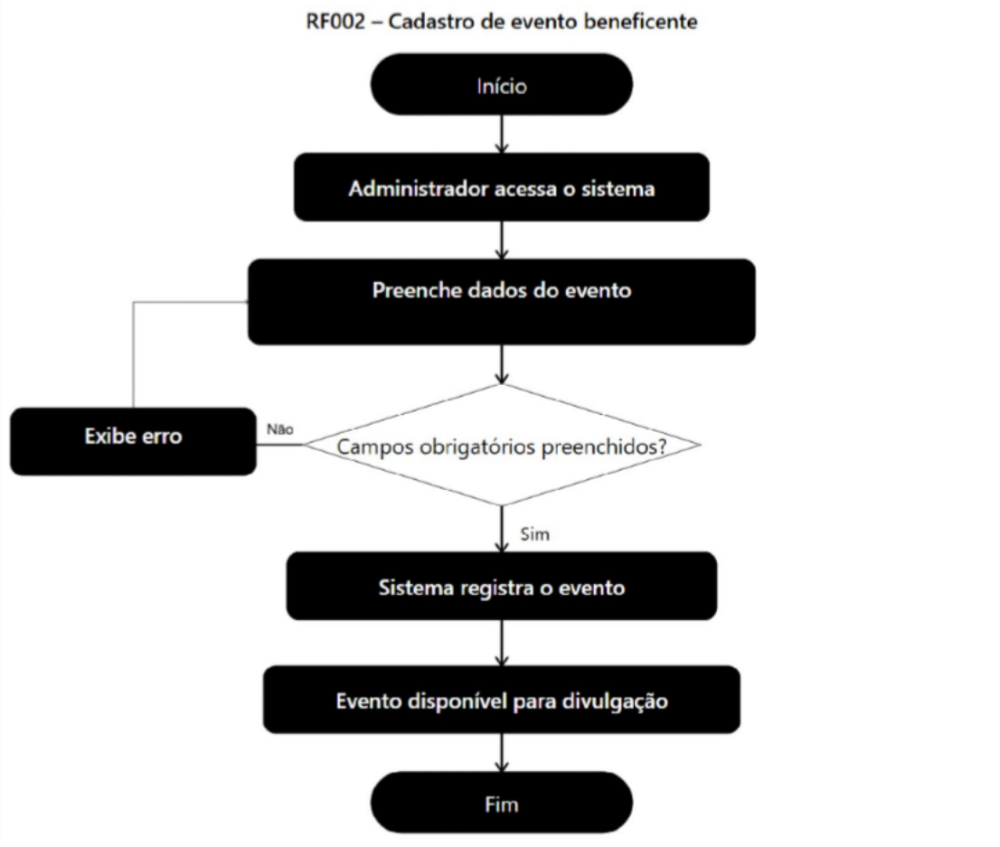 RF002 – Cadastro de evento beneficente
Início
Administrador acessa o sistema
Preenche dados do evento
Exibe erro
Não
Campos obrigatórios preenchidos?
Sim
Sistema registra o evento
Evento disponível para divulgação
Fim